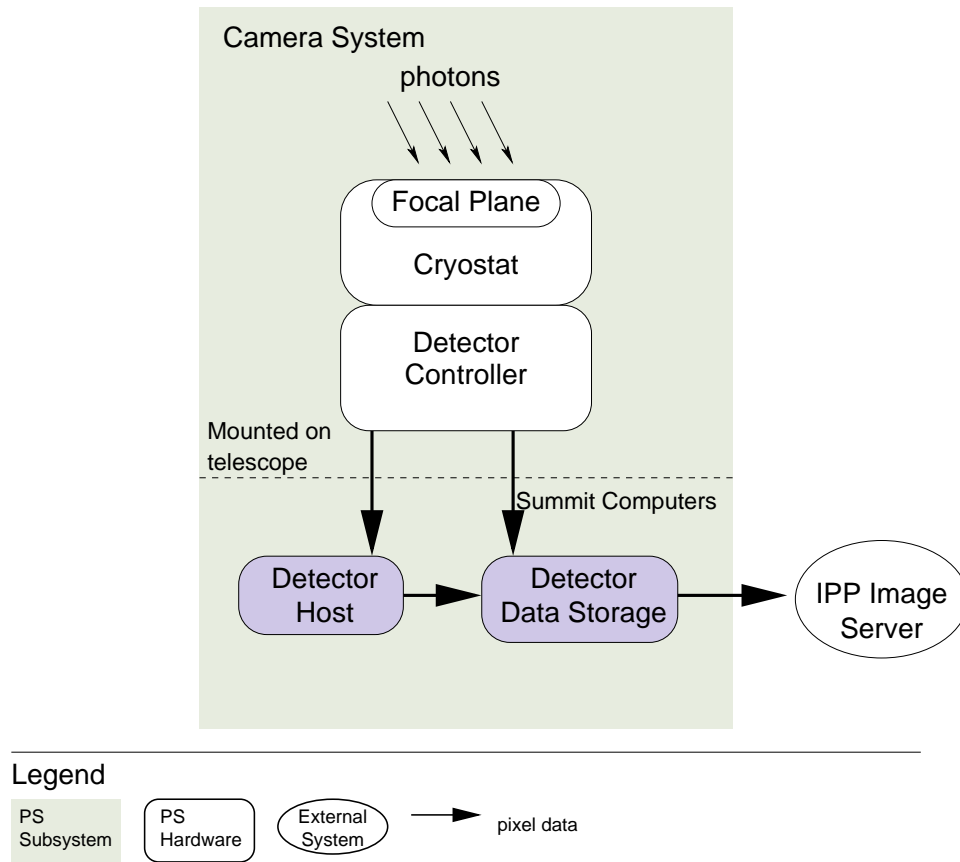 Camera System
photons
Focal Plane
Cryostat
Detector
Controller
Mounted on
telescope
Summit Computers
Detector
Host
Detector
Data Storage
IPP Image
Server
Legend
PS
Subsystem
PS
Hardware
External
System
pixel data